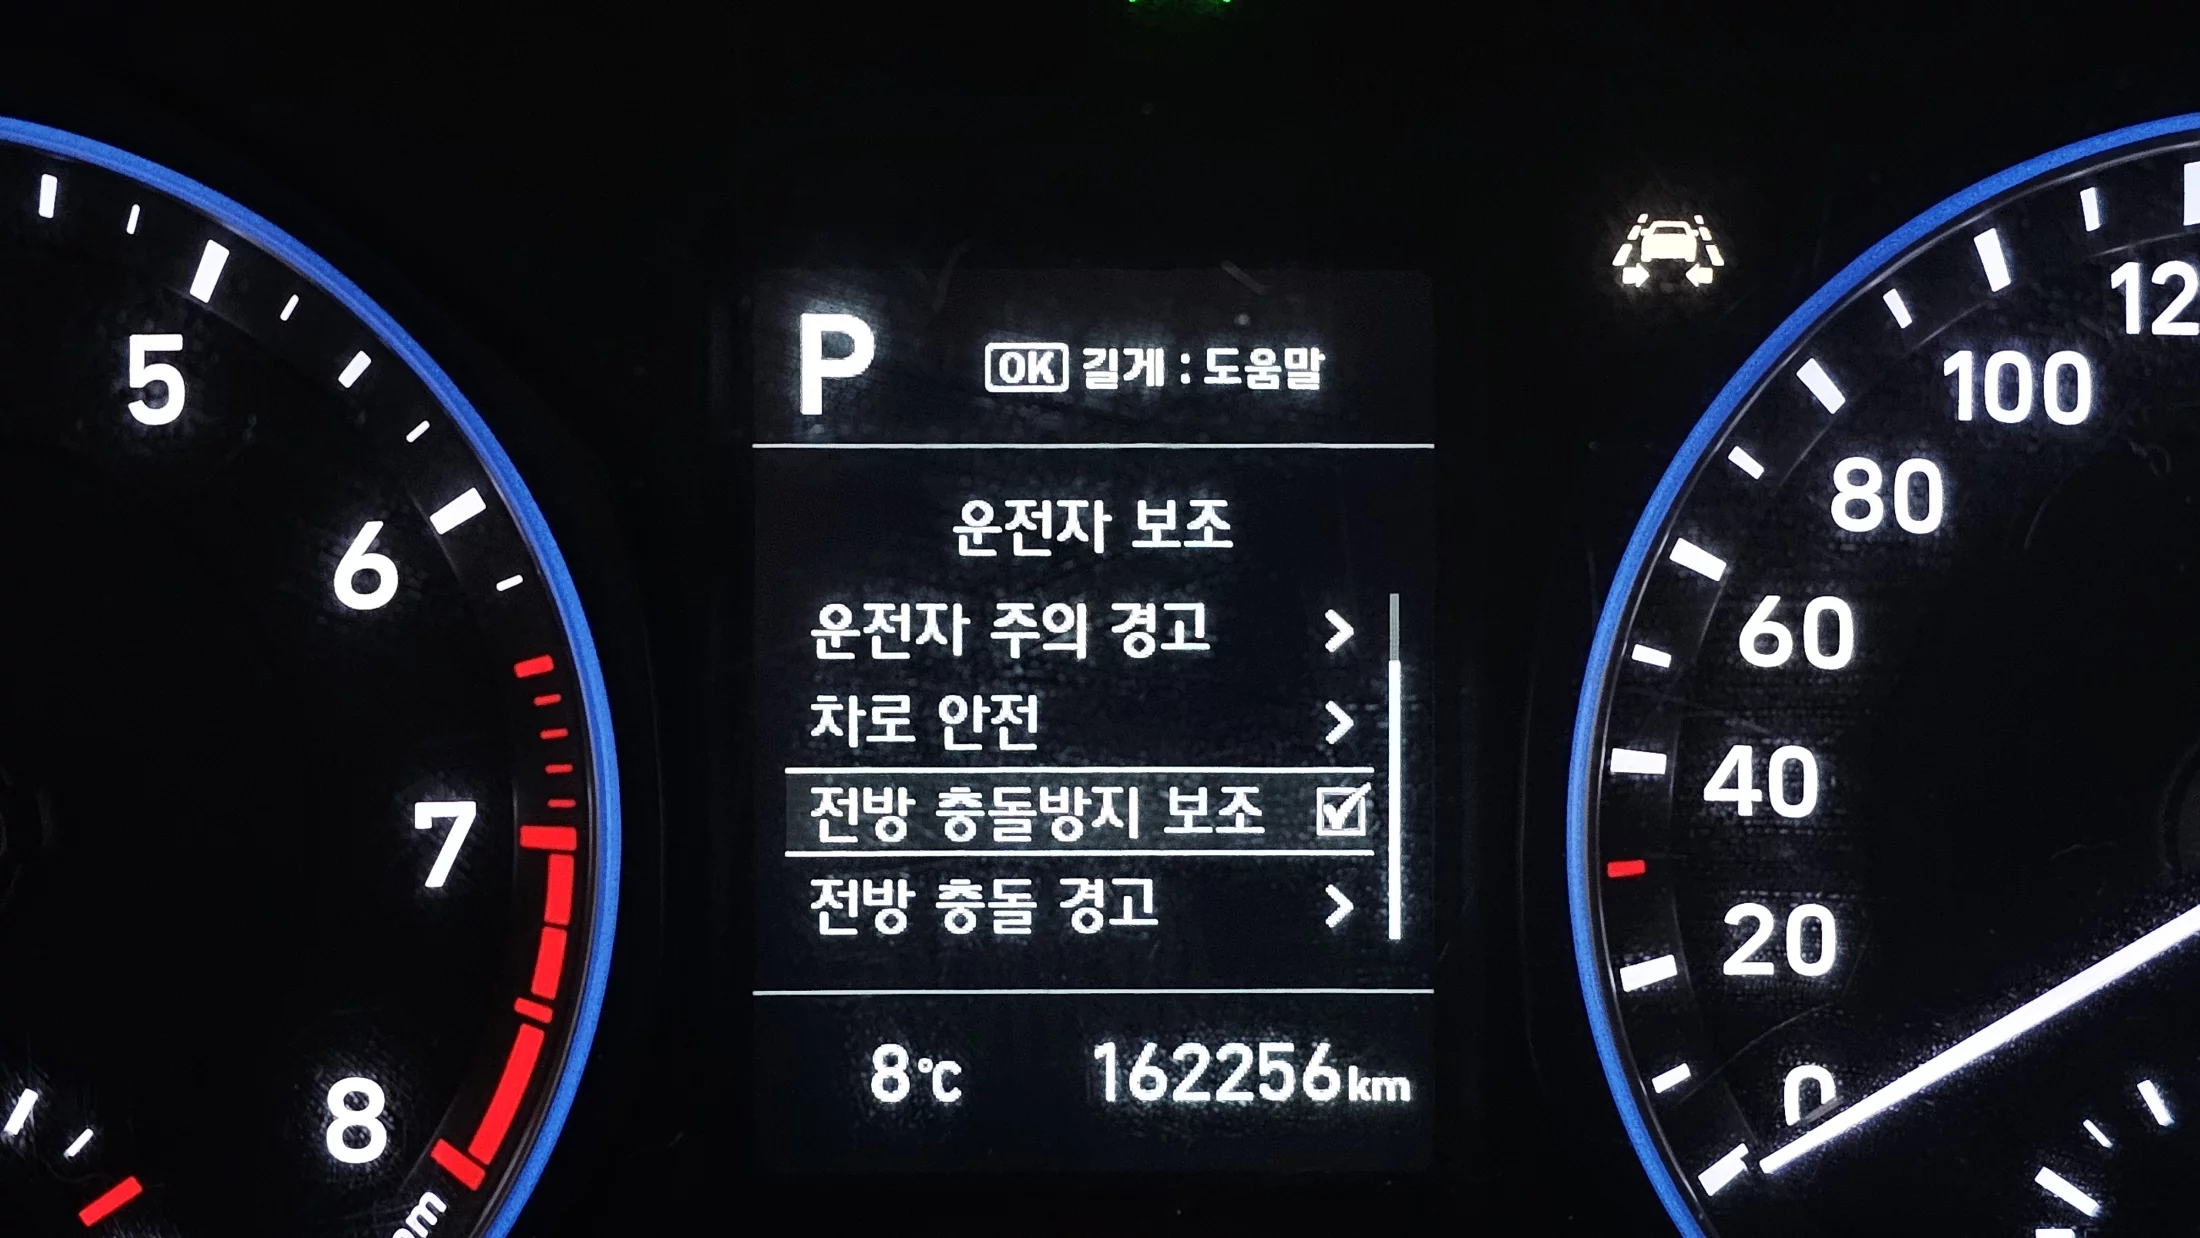 P
OK 길게 : 도움말
운전자 보조
운전자 주의 경고
차로 안전
전방 충돌방지 보조
전방 충돌 경고
8℃ 162256km
5
6
7
8
100
80
60
40
20
0